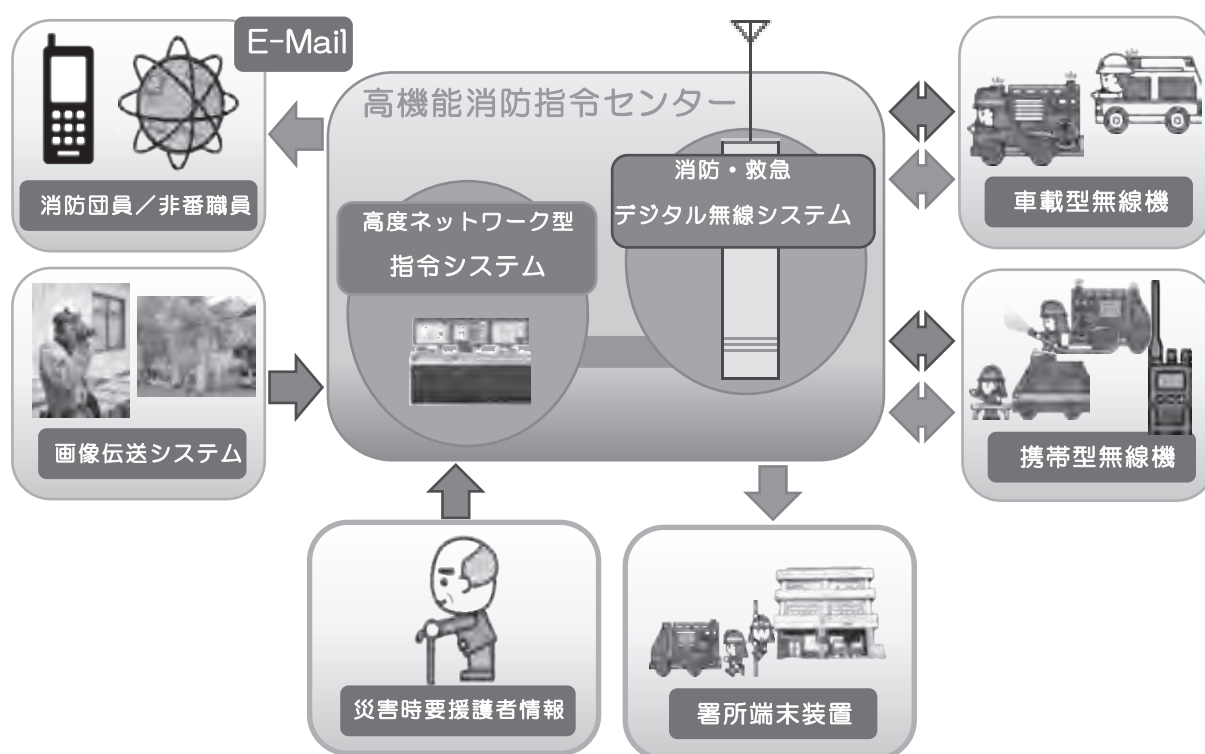 E-Mail
高機能消防指令センター
消防団員／非番職員
消防・救急
デジタル無線システム
車載型無線機
高度ネットワーク型
指令システム
画像伝送システム
携帯型無線機
災害時要援護者情報
署所端末装置